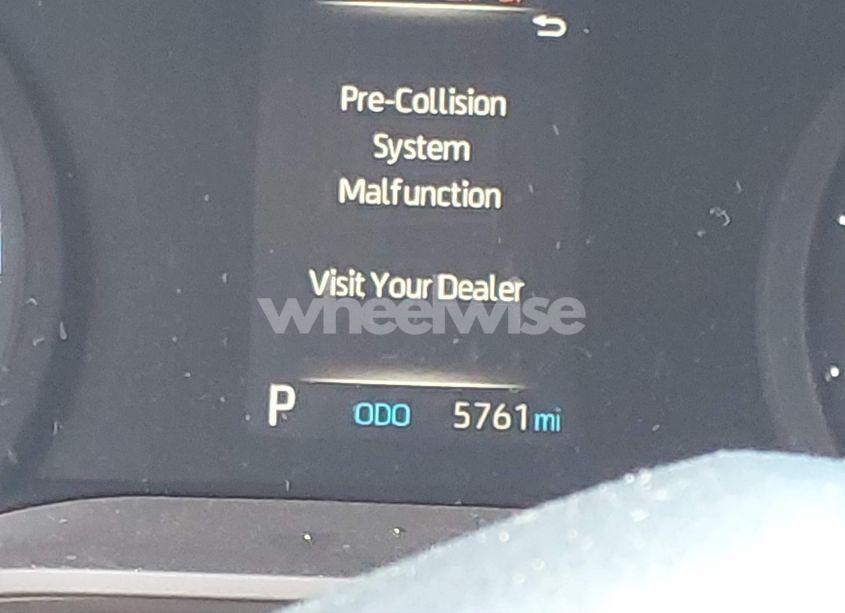 Pre-Collision
System
Malfunction
Visit Your Dealer
wheelwise
P ODO 5761 mi